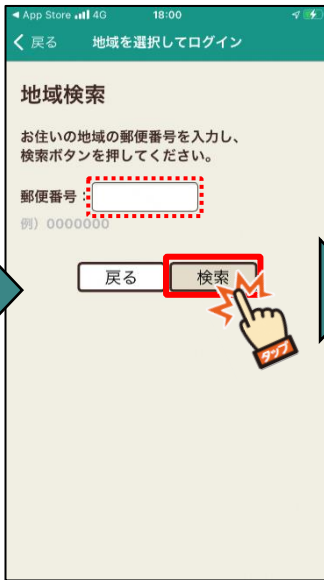 ◀ App Store 4G 18:00
戻る 地域を選択してログイン
地域検索
お住いの地域の郵便番号を入力し、
検索ボタンを押してください。
郵便番号：
例）0000000
戻る 検索
タップ